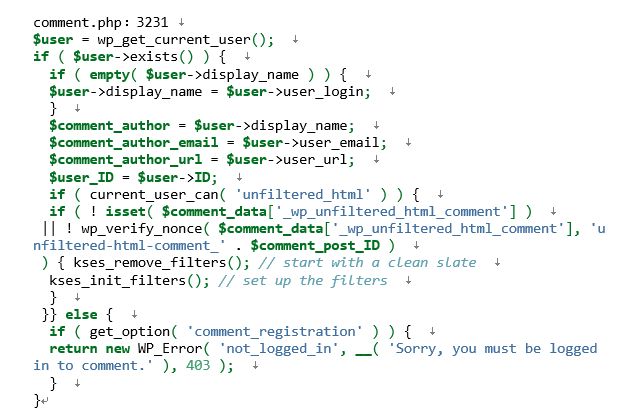 comment.php：3231 ↓
$user = wp_get_current_user(); ↓
if ( $user->exists() ) { ↓
if ( empty( $user->display_name ) ) { ↓
$user->display_name = $user->user_login; ↓
} ↓
$comment_author = $user->display_name; ↓
$comment_author_email = $user->user_email; ↓
$comment_author_url = $user->user_url; ↓
$user_ID = $user->ID; ↓
if ( current_user_can( 'unfiltered_html' ) ) { ↓
if ( ! isset( $comment_data['_wp_unfiltered_html_comment'] ) ↓
|| ! wp_verify_nonce( $comment_data['_wp_unfiltered_html_comment'], 'u
nfiltered-html-comment_' . $comment_post_ID ) ↓
) { kses_remove_filters(); // start with a clean slate ↓
kses_init_filters(); // set up the filters ↓
} ↓
}} else { ↓
if ( get_option( 'comment_registration' ) ) { ↓
return new WP_Error( 'not_logged_in', __( 'Sorry, you must be logged
in to comment.' ), 403 ); ↓
} ↓
}↵